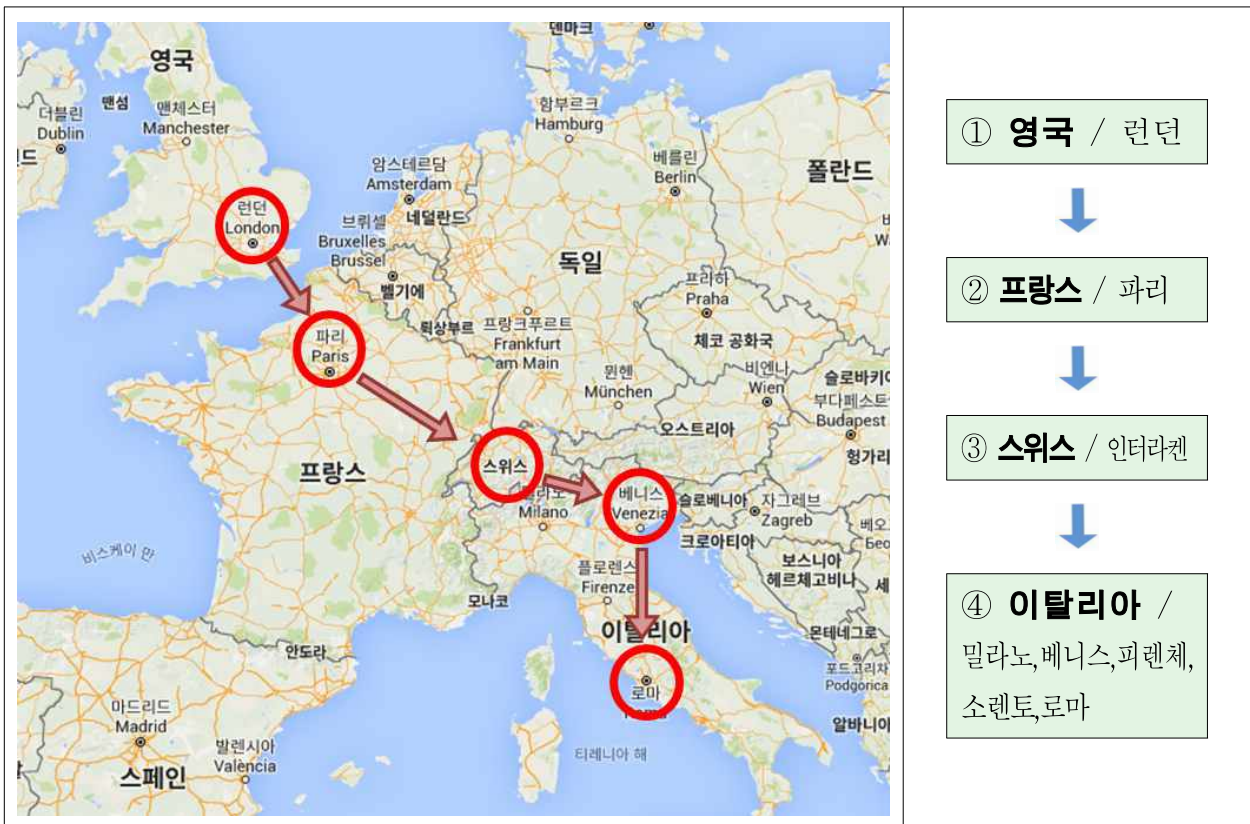 덴마크
영국
더블린
Dublin
맨섬
맨체스터
Manchester
함부르크
Hamburg
베를린
Berlin
폴란드
암스테르담
Amsterdam
네덜란드
런던
London
브뤼셀
Bruxelles
Brussel
벨기에
독일
프라하
Praha
체코 공화국
룩상부르
프랑크푸르트
Frankfurt
am Main
파리
Paris
뮌헨
München
비엔나
Wien
슬로바키
부다페스트
Budapest
오스트리아
헝가리
프랑스
스위스
Milano
베니스
Venezia
슬로베니아
자그레브
Zagreb
크로아티아
비스케이 만
플로렌스
Firenze
보스니아
헤르체고비나
모나코
이탈리아
몬테네그로
안도라
로마
포드고리차
Podgorica
마드리드
Madrid
알바니아
발렌시아
València
티레니아 해
스페인
① 영국 / 런던
② 프랑스 / 파리
③ 스위스 / 인터라켄
④ 이탈리아 /
밀라노,베니스,피렌체,
소렌토,로마